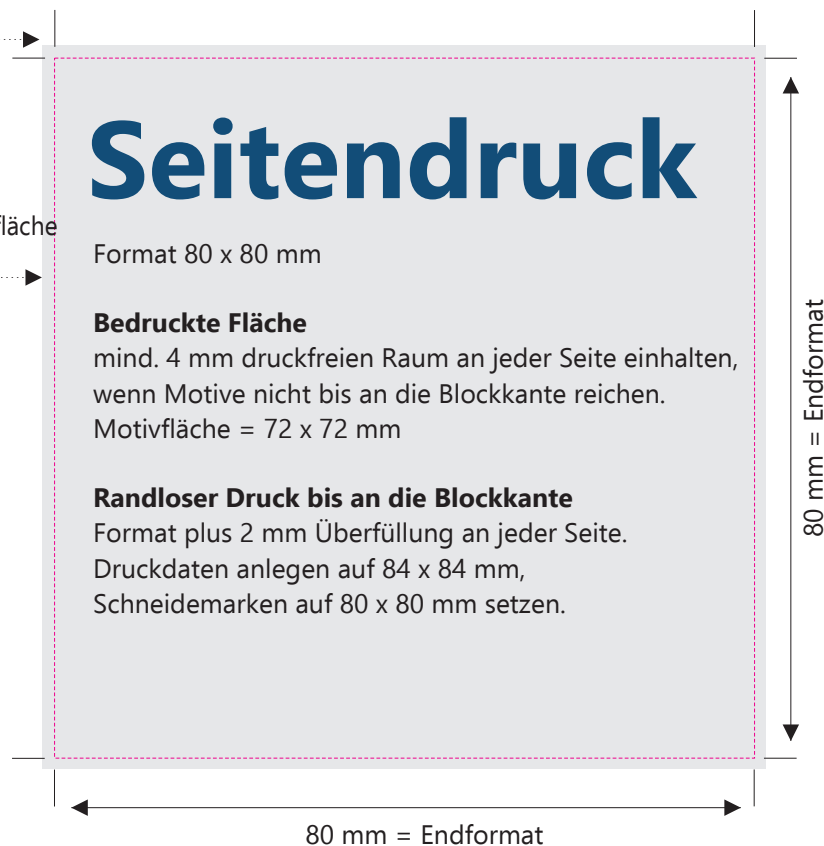 Seitendruck
fläche
Format 80 x 80 mm
Bedruckte Fläche
mind. 4 mm druckfreien Raum an jeder Seite einhalten,
wenn Motive nicht bis an die Blockkante reichen.
Motivfläche = 72 x 72 mm
Randloser Druck bis an die Blockkante
Format plus 2 mm Überfüllung an jeder Seite.
Druckdaten anlegen auf 84 x 84 mm,
Schneidemarken auf 80 x 80 mm setzen.
80 mm = Endformat
80 mm = Endformat